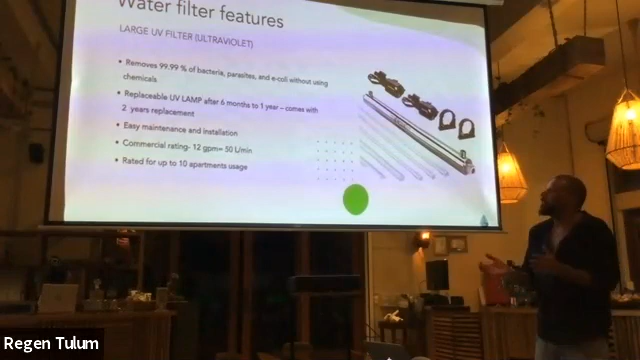 Water filter features
LARGE UV FILTER (ULTRAVIOLET)
• Removes 99.99 % of bacteria, parasites, and e-coli without using
chemicals
• Replaceable UV LAMP after 6 months to 1 year – comes with
2 years replacement
• Easy maintenance and installation
• Commercial rating- 12 gpm= 50 L/min
• Rated for up to 10 apartments usage
Regen Tulum